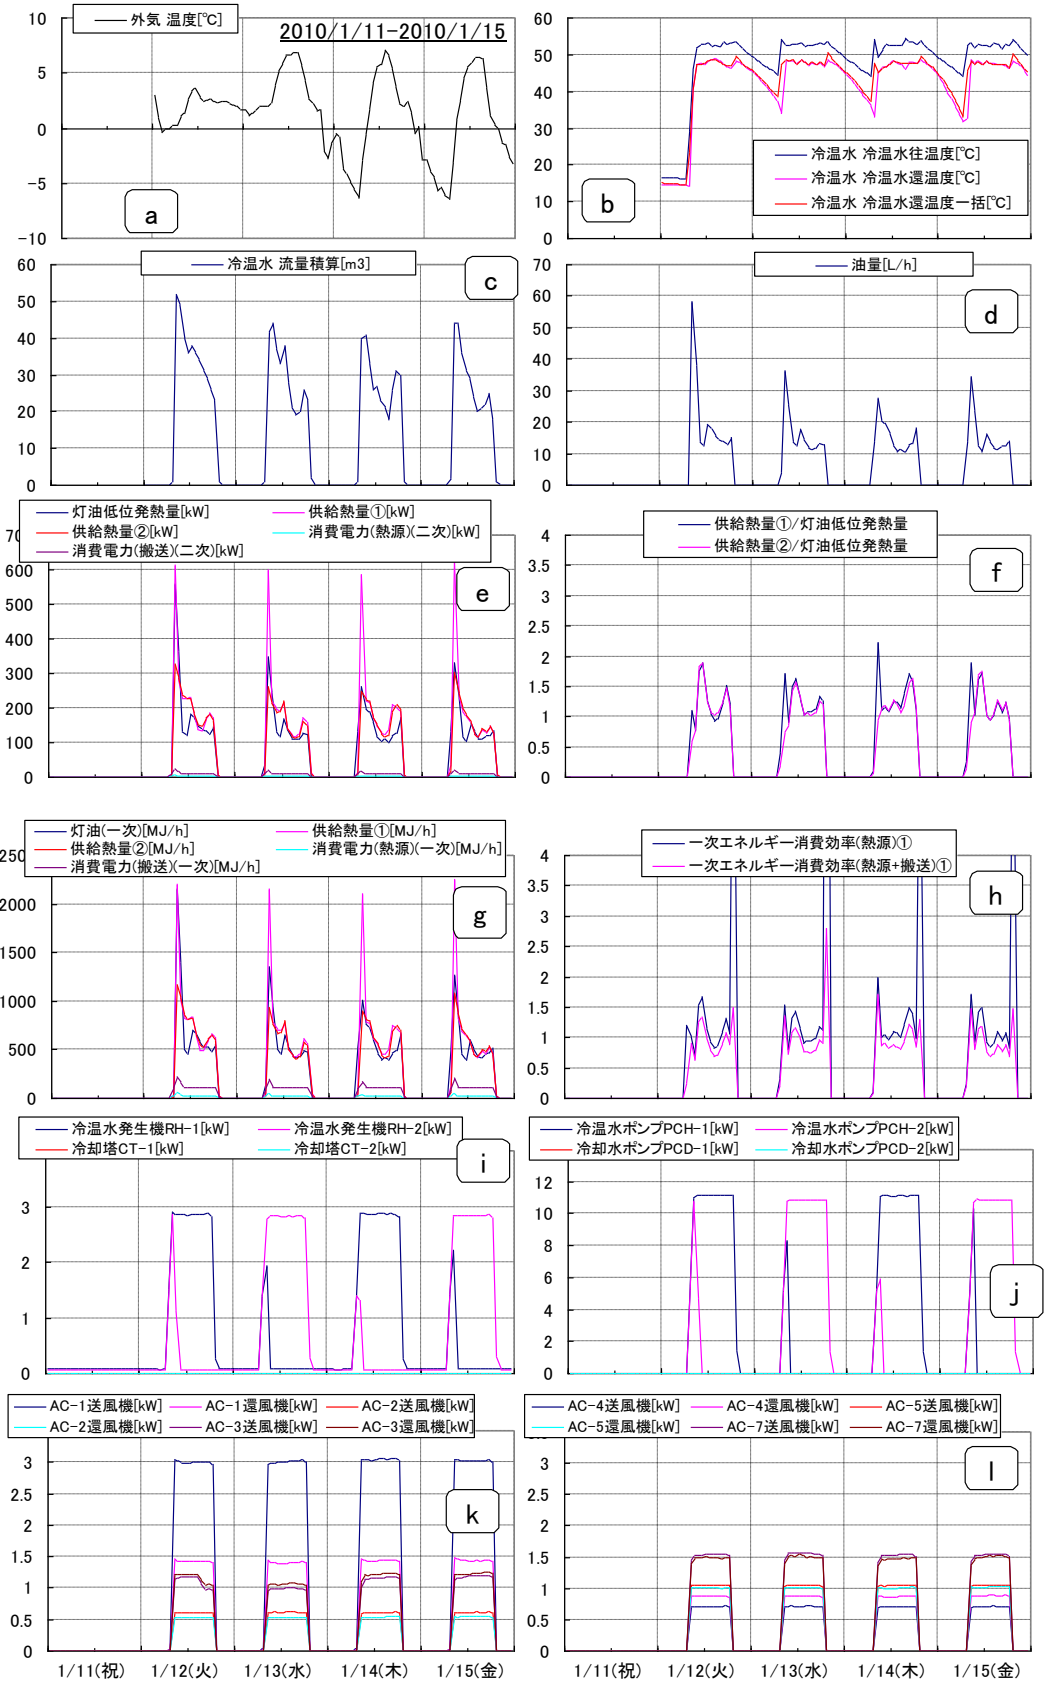 外気 温度[℃]
2010/1/11-2010/1/15
10
5
0
-5
-10
a
60
50
40
30
20
10
0
冷温水 冷温水往温度[℃]
冷温水 冷温水還温度[℃]
冷温水 冷温水還温度一括[℃]
b
冷温水 流量積算[m3]
60
50
40
30
20
10
0
c
油量[L/h]
70
60
50
40
30
20
10
0
d
灯油低位発熱量[kW]
供給熱量①[kW]
供給熱量②[kW]
消費電力(熱源)(二次)[kW]
消費電力(搬送)(二次)[kW]
600
500
400
300
200
100
0
e
供給熱量①/灯油低位発熱量
供給熱量②/灯油低位発熱量
4
3.5
3
2.5
2
1.5
1
0.5
0
f
灯油(一次)[MJ/h]
供給熱量①[MJ/h]
供給熱量②[MJ/h]
消費電力(熱源)(一次)[MJ/h]
消費電力(搬送)(一次)[MJ/h]
2000
1500
1000
500
0
g
一次エネルギー消費効率(熱源)①
一次エネルギー消費効率(熱源+搬送)①
4
3.5
3
2.5
2
1.5
1
0.5
0
h
冷温水発生機RH-1[kW]
冷温水発生機RH-2[kW]
冷却塔CT-1[kW]
冷却塔CT-2[kW]
3
2
1
0
i
冷温水ポンプPCH-1[kW]
冷温水ポンプPCH-2[kW]
冷却水ポンプPCD-1[kW]
冷却水ポンプPCD-2[kW]
12
10
8
6
4
2
0
j
AC-1送風機[kW]
AC-1還風機[kW]
AC-2送風機[kW]
AC-2還風機[kW]
AC-3送風機[kW]
AC-3還風機[kW]
3
2.5
2
1.5
1
0.5
0
k
1/11(祝)
1/12(火)
1/13(水)
1/14(木)
1/15(金)
AC-4送風機[kW]
AC-4還風機[kW]
AC-5送風機[kW]
AC-5還風機[kW]
AC-7送風機[kW]
AC-7還風機[kW]
3
2.5
2
1.5
1
0.5
0
l
1/11(祝)
1/12(火)
1/13(水)
1/14(木)
1/15(金)